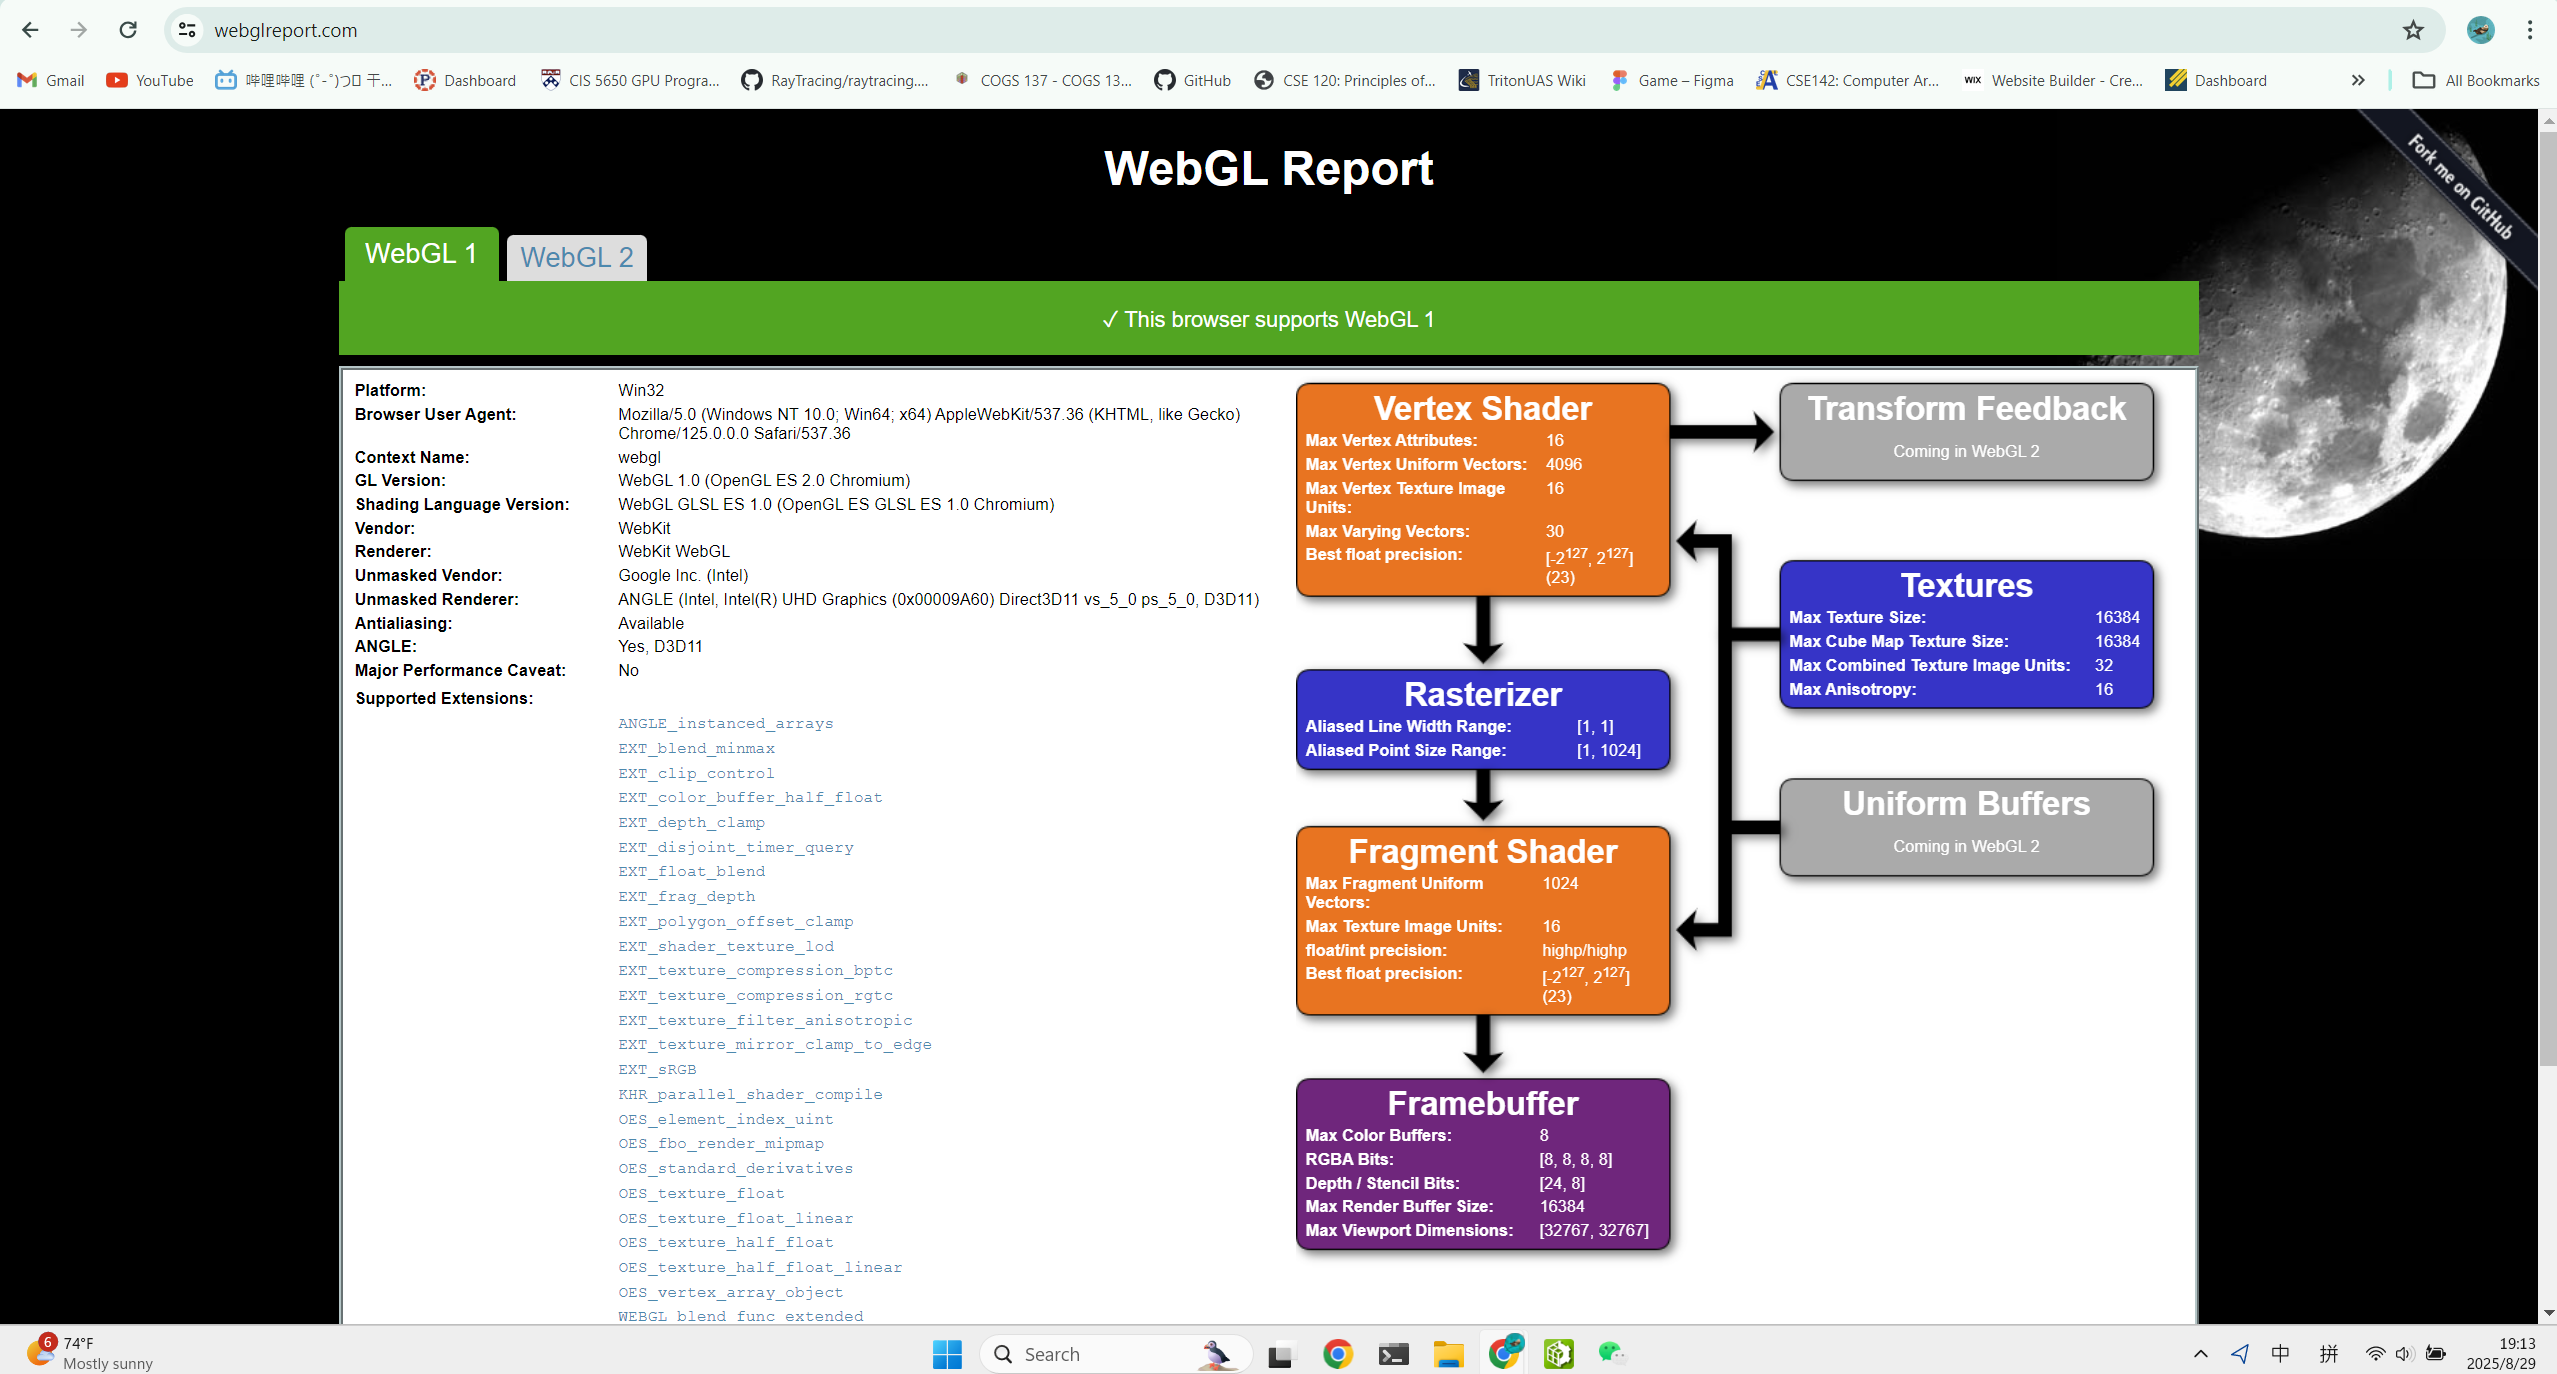 webglreport.com
Gmail
YouTube
哔哩哔哩 (゜-゜)つロ 干...
Dashboard
CIS 5650 GPU Progra...
RayTracing/raytracing....
COGS 137 - COGS 13...
GitHub
CSE 120: Principles of...
TritonUAS Wiki
Game – Figma
CSE142: Computer Ar...
WIX
Website Builder - Cre...
Dashboard
All Bookmarks
Fork me on GitHub
WebGL Report
WebGL 1
WebGL 2
✓ This browser supports WebGL 1
Platform: Win32
Browser User Agent: Mozilla/5.0 (Windows NT 10.0; Win64; x64) AppleWebKit/537.36 (KHTML, like Gecko)
Chrome/125.0.0.0 Safari/537.36
Context Name: webgl
GL Version: WebGL 1.0 (OpenGL ES 2.0 Chromium)
Shading Language Version: WebGL GLSL ES 1.0 (OpenGL ES GLSL ES 1.0 Chromium)
Vendor: WebKit
Renderer: WebKit WebGL
Unmasked Vendor: Google Inc. (Intel)
Unmasked Renderer: ANGLE (Intel, Intel(R) UHD Graphics (0x00009A60) Direct3D11 vs_5_0 ps_5_0, D3D11)
Antialiasing: Available
ANGLE: Yes, D3D11
Major Performance Caveat: No
Supported Extensions:
ANGLE_instanced_arrays
EXT_blend_minmax
EXT_clip_control
EXT_color_buffer_half_float
EXT_depth_clamp
EXT_disjoint_timer_query
EXT_float_blend
EXT_frag_depth
EXT_polygon_offset_clamp
EXT_shader_texture_lod
EXT_texture_compression_bptc
EXT_texture_compression_rgtc
EXT_texture_filter_anisotropic
EXT_texture_mirror_clamp_to_edge
EXT_sRGB
KHR_parallel_shader_compile
OES_element_index_uint
OES_fbo_render_mipmap
OES_standard_derivatives
OES_texture_float
OES_texture_float_linear
OES_texture_half_float
OES_texture_half_float_linear
OES_vertex_array_object
WEBGL_blend_func_extended
Vertex Shader
Max Vertex Attributes: 16
Max Vertex Uniform Vectors: 4096
Max Vertex Texture Image 16
Units:
Max Varying Vectors: 30
Best float precision: [-2¹²⁷, 2¹²⁷]
(23)
Transform Feedback
Coming in WebGL 2
Textures
Max Texture Size: 16384
Max Cube Map Texture Size: 16384
Max Combined Texture Image Units: 32
Max Anisotropy: 16
Rasterizer
Aliased Line Width Range: [1, 1]
Aliased Point Size Range: [1, 1024]
Uniform Buffers
Coming in WebGL 2
Fragment Shader
Max Fragment Uniform 1024
Vectors:
Max Texture Image Units: 16
float/int precision: highp/highp
Best float precision: [-2¹²⁷, 2¹²⁷]
(23)
Framebuffer
Max Color Buffers: 8
RGBA Bits: [8, 8, 8, 8]
Depth / Stencil Bits: [24, 8]
Max Render Buffer Size: 16384
Max Viewport Dimensions: [32767, 32767]
6
74°F
Mostly sunny
Search
中
拼
19:13
2025/8/29